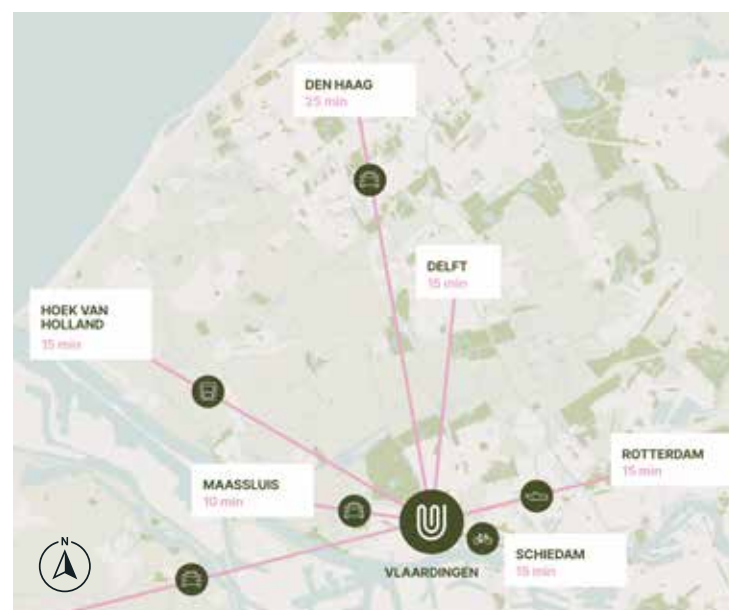 DEN HAAG
25 min
DELFT
15 min
HOEK VAN
HOLLAND
15 min
ROTTERDAM
15 min
MAASSLUIS
10 min
SCHIEDAM
15 min
VLAARDINGEN
N